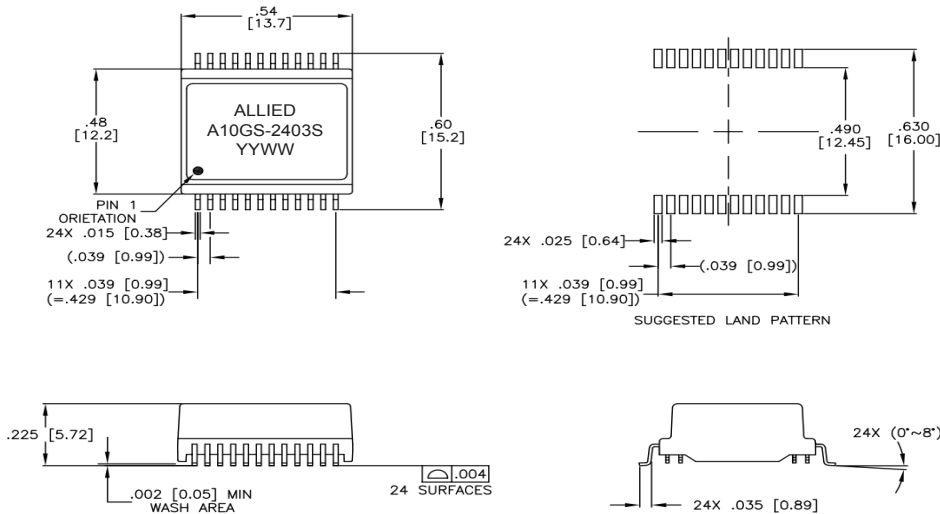 .54
[13.7]
.48
[12.2]
ALLIED
A10GS-2403S
YYWW
.60
[15.2]
PIN 1
ORIETATION
24X .015 [0.38]
(.039 [0.99])
11X .039 [0.99]
(=.429 [10.90])
.490
[12.45]
.630
[16.00]
24X .025 [0.64]
(.039 [0.99])
11X .039 [0.99]
(=.429 [10.90])
SUGGESTED LAND PATTERN
.225 [5.72]
.002 [0.05] MIN
WASH AREA
.004
24 SURFACES
24X (0°~8°)
24X .035 [0.89]